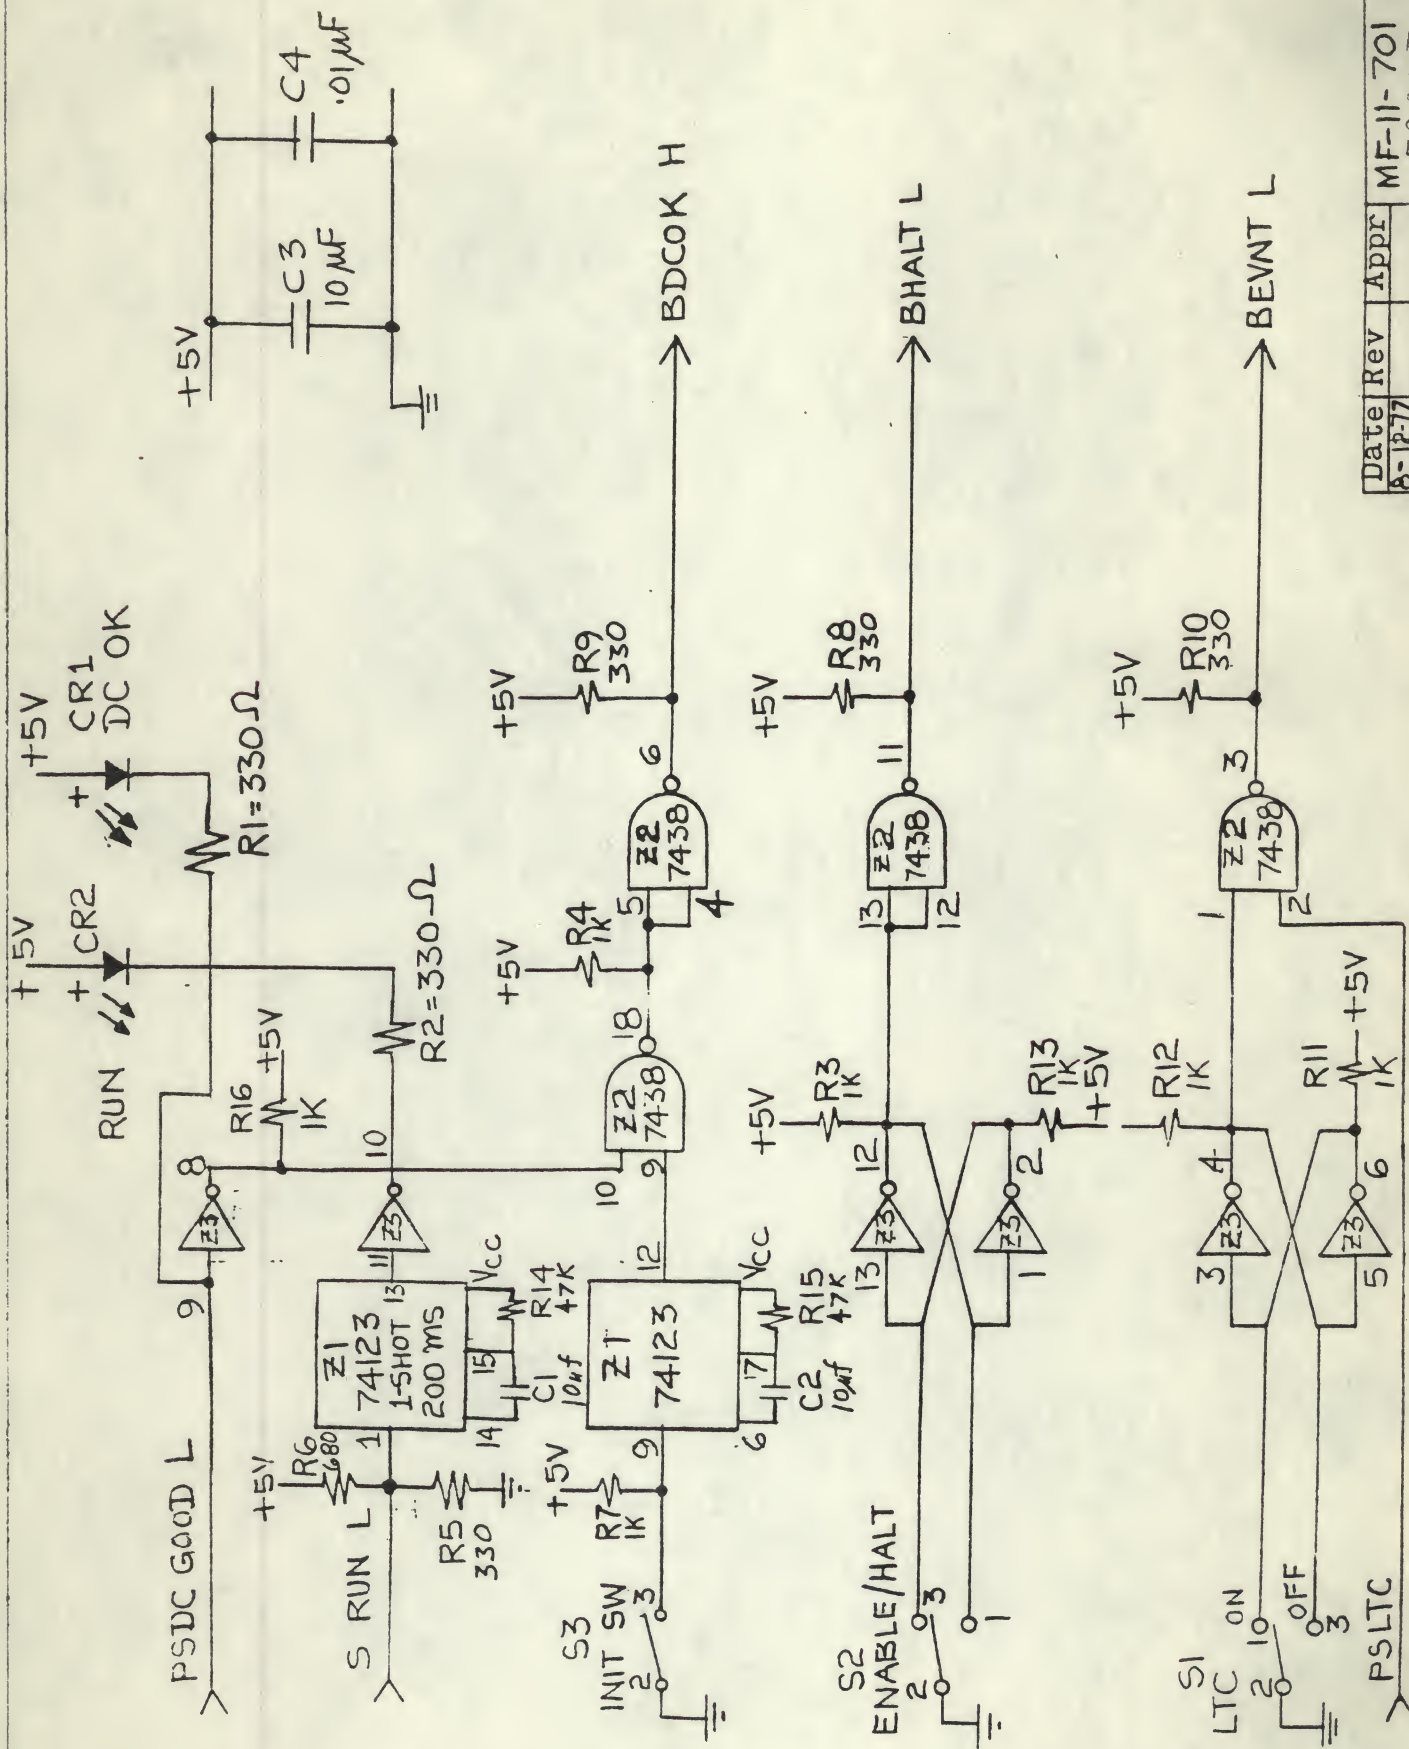 +5V
C3
10µF
C4
.01µF
+5V
CR1
DC OK
+
R1=330Ω
+5V
CR2
+
RUN
R2=330Ω
PSDC GOOD L
9
Z3
8
R16
1K
+5V
S RUN L
+5V
R6
680
R5
330
1
Z1
74123
1-SHOT
200 MS
13
14
15
C1
10uf
R14
47K
Vcc
11
Z3
10
S3
INIT SW
2
3
+5V
R7
1K
9
Z1
74123
12
6
7
C2
10µf
R15
47K
Vcc
10
9
Z2
7438
18
+5V
R4
1K
5
4
Z2
7438
6
+5V
R9
330
BDCOK H
S2
ENABLE/HALT
2
3
1
13
Z3
12
+5V
R3
1K
1
Z3
2
R13
1K
+5V
13
12
Z2
7438
11
+5V
R8
330
BHALT L
S1
LTC
2
1
ON
OFF
3
3
Z3
4
R12
1K
5
Z3
6
R11
1K
+5V
PSLTC
1
2
Z2
7438
3
+5V
R10
330
BEVNT L
Date
Rev
Appr
MF-11-701
8-12-77